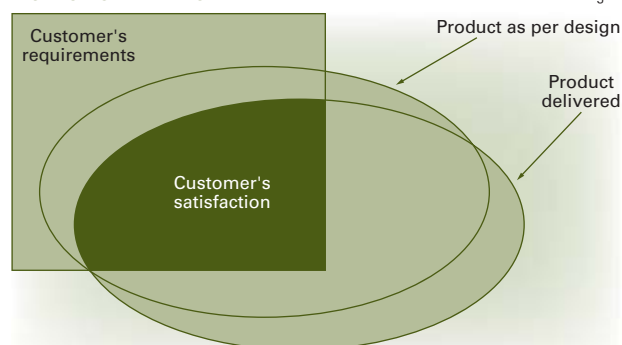 Customer's
requirements
Product as per design
Product
delivered
Customer's
satisfaction